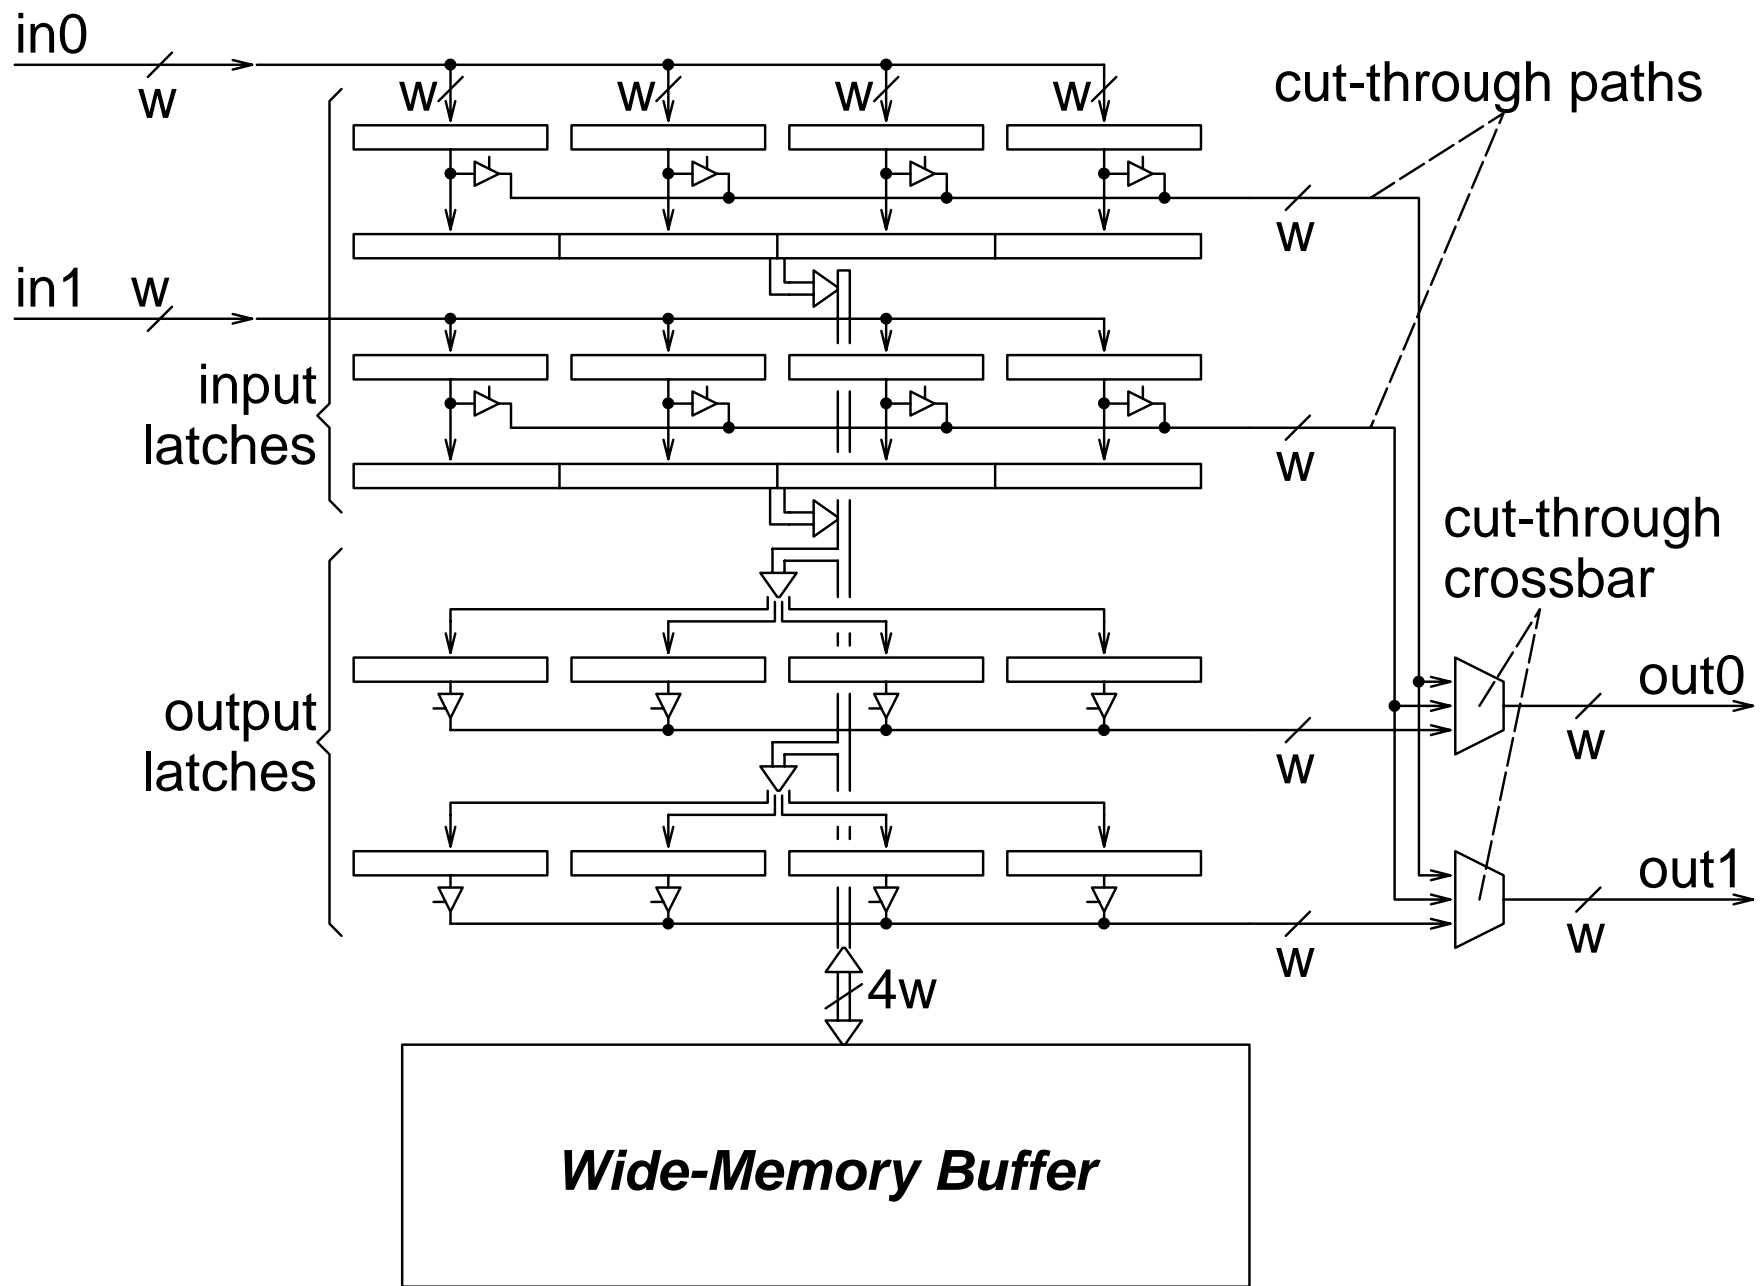 in0
w
w
w
w
w
cut-through paths
w
in1
w
input
latches
w
cut-through
crossbar
output
latches
out0
w
w
out1
w
w
4w
Wide-Memory Buffer